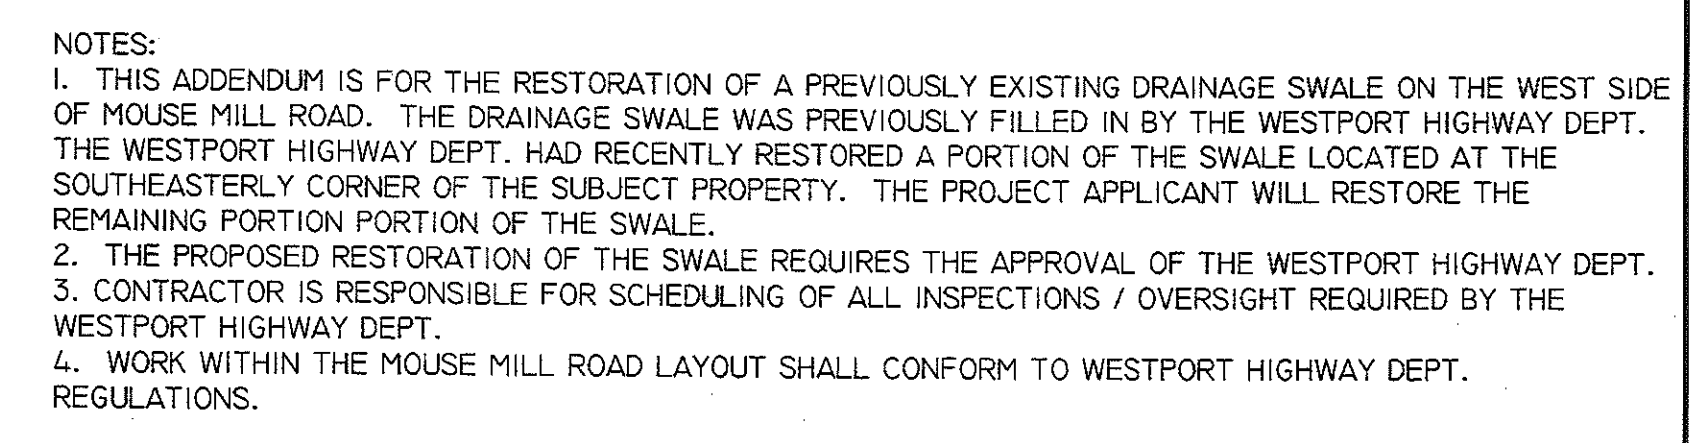 NOTES:
1. THIS ADDENDUM IS FOR THE RESTORATION OF A PREVIOUSLY EXISTING DRAINAGE SWALE ON THE WEST SIDE
OF MOUSE MILL ROAD. THE DRAINAGE SWALE WAS PREVIOUSLY FILLED IN BY THE WESTPORT HIGHWAY DEPT.
THE WESTPORT HIGHWAY DEPT. HAD RECENTLY RESTORED A PORTION OF THE SWALE LOCATED AT THE
SOUTHEASTERLY CORNER OF THE SUBJECT PROPERTY. THE PROJECT APPLICANT WILL RESTORE THE
REMAINING PORTION PORTION OF THE SWALE.
2. THE PROPOSED RESTORATION OF THE SWALE REQUIRES THE APPROVAL OF THE WESTPORT HIGHWAY DEPT.
3. CONTRACTOR IS RESPONSIBLE FOR SCHEDULING OF ALL INSPECTIONS / OVERSIGHT REQUIRED BY THE
WESTPORT HIGHWAY DEPT.
4. WORK WITHIN THE MOUSE MILL ROAD LAYOUT SHALL CONFORM TO WESTPORT HIGHWAY DEPT.
REGULATIONS.